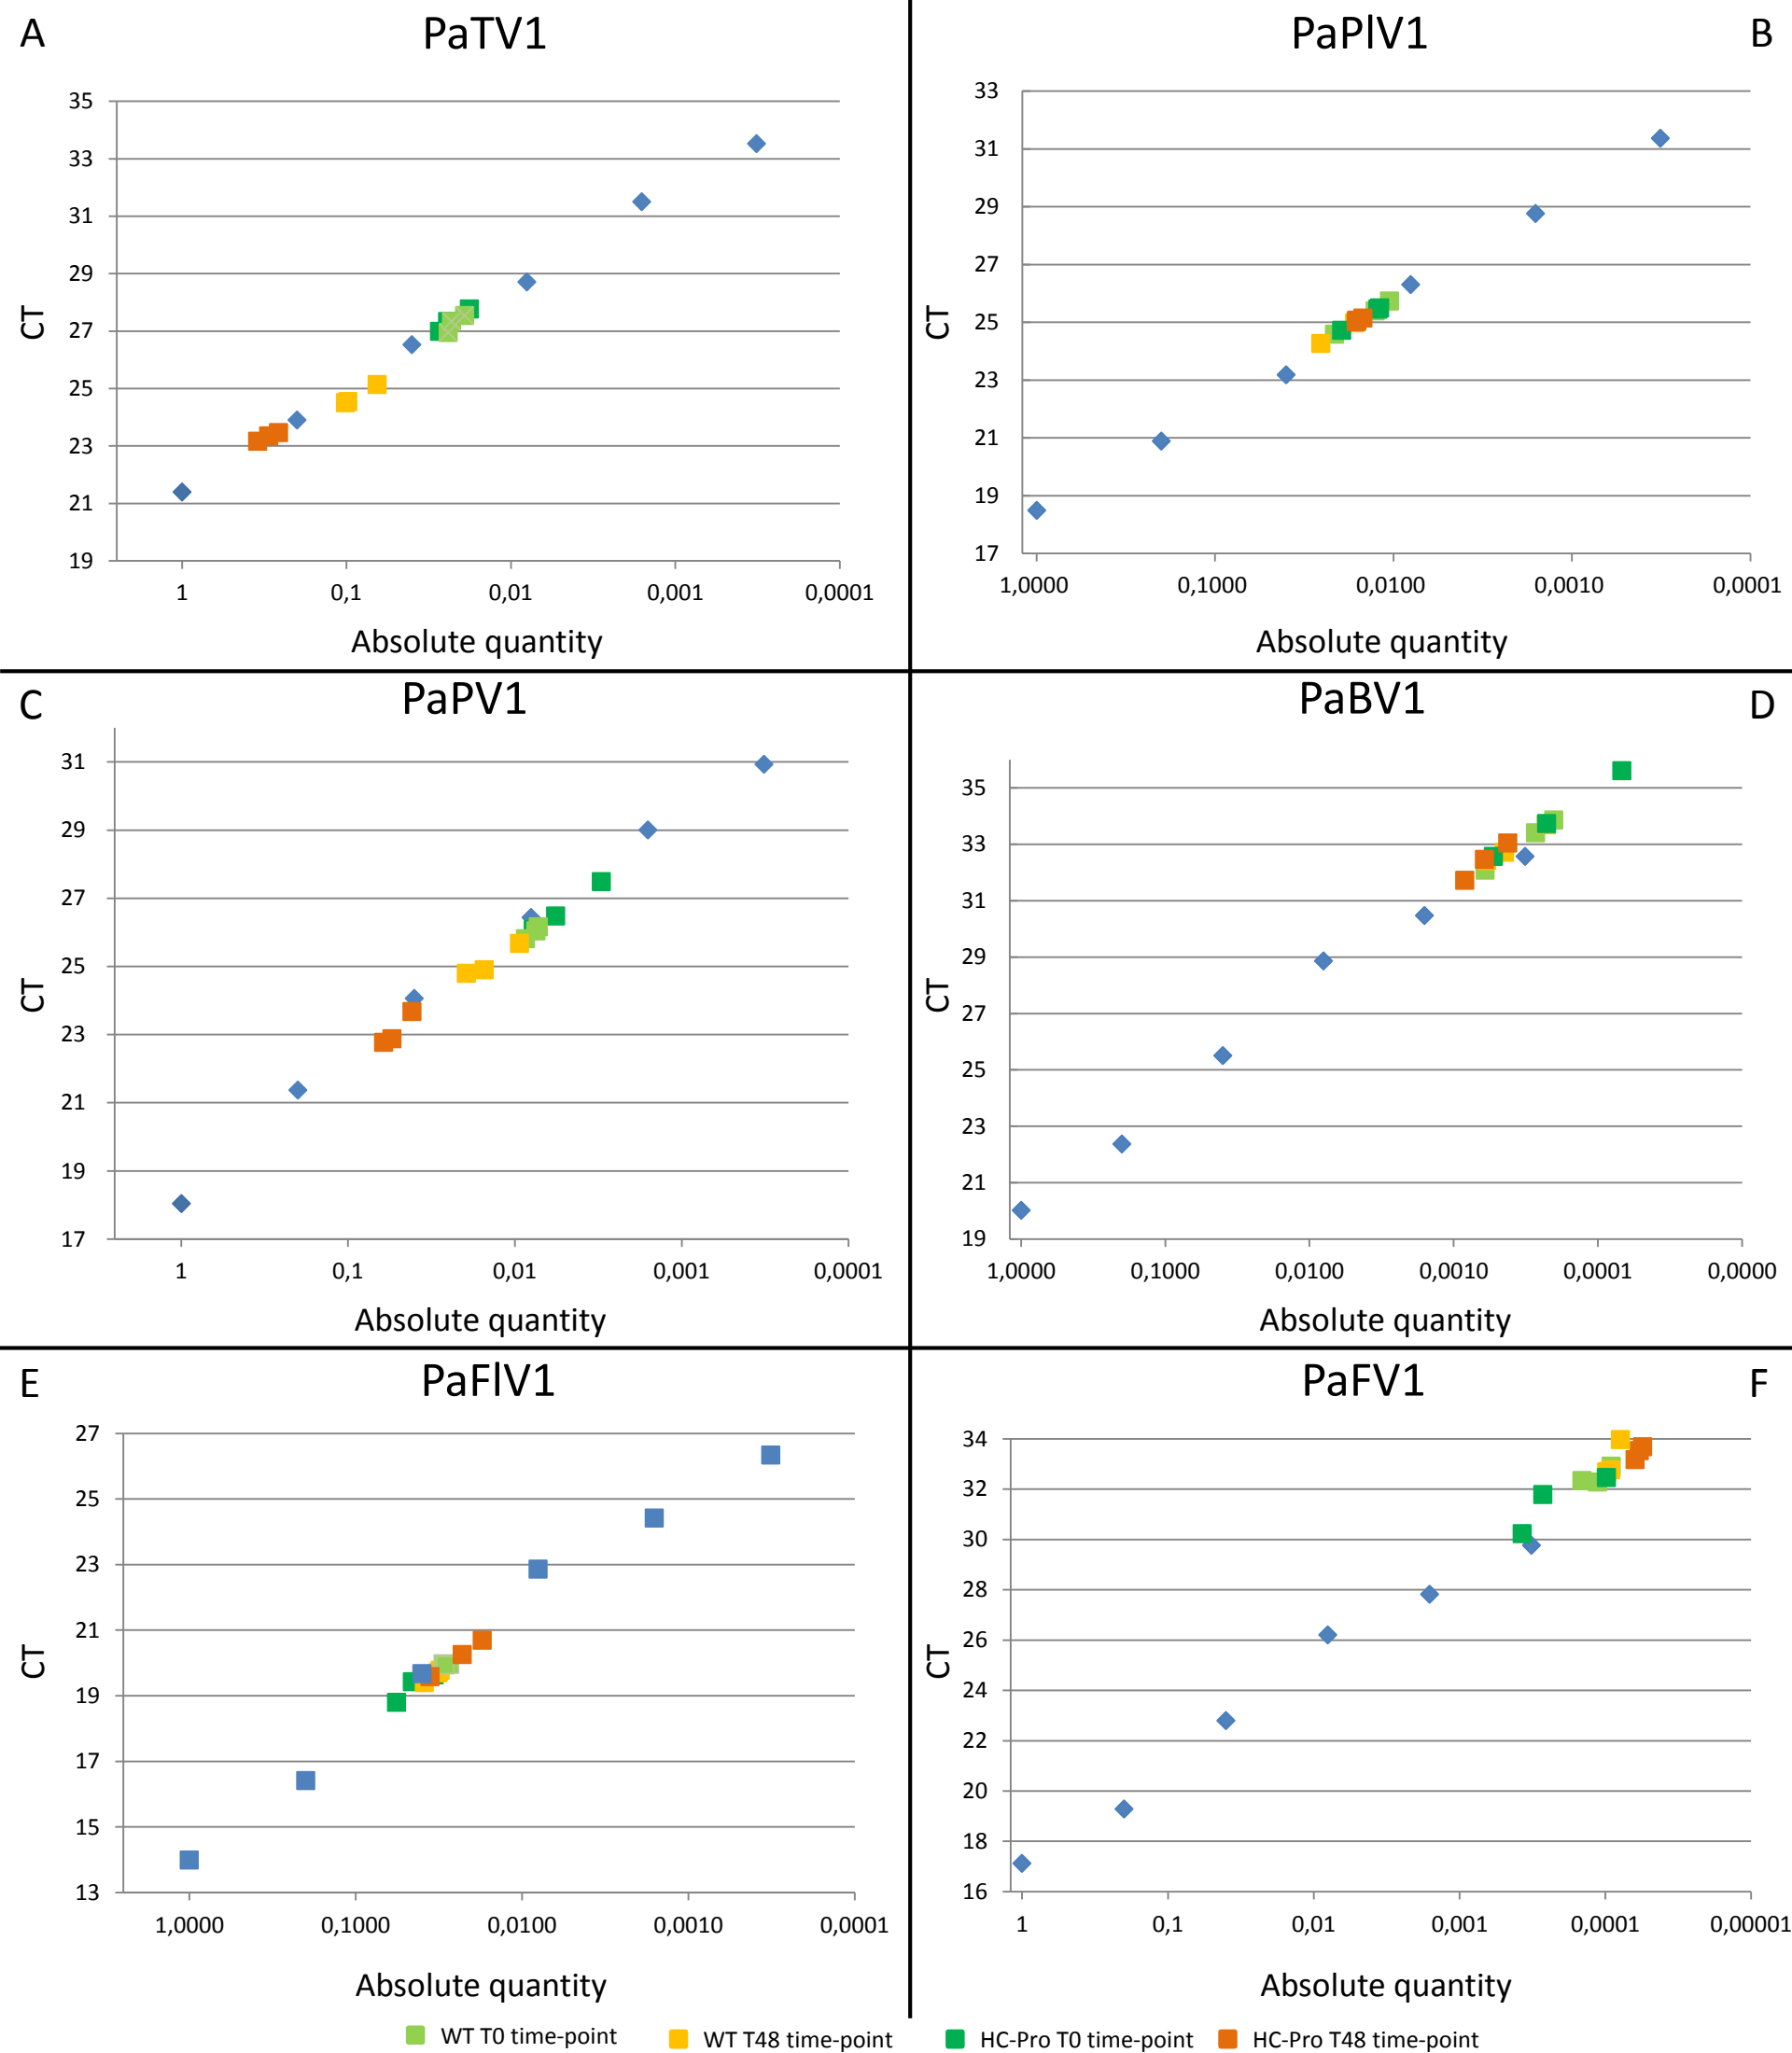 A PaTV1
35
33
31
29
27
25
23
21
19
CT
1 0,1 0,01 0,001 0,0001
Absolute quantity
PaPlV1 B
33
31
29
27
25
23
21
19
17
CT
1,0000 0,1000 0,0100 0,0010 0,0001
Absolute quantity
C PaPV1
31
29
27
25
23
21
19
17
CT
1 0,1 0,01 0,001 0,0001
Absolute quantity
PaBV1 D
35
33
31
29
27
25
23
21
19
CT
1,0000 0,1000 0,0100 0,0010 0,0001 0,0000
Absolute quantity
E PaFlV1
27
25
23
21
19
17
15
13
CT
1,0000 0,1000 0,0100 0,0010 0,0001
Absolute quantity
PaFV1 F
34
32
30
28
26
24
22
20
18
16
CT
1 0,1 0,01 0,001 0,0001 0,00001
Absolute quantity
WT T0 time-point WT T48 time-point HC-Pro T0 time-point HC-Pro T48 time-point